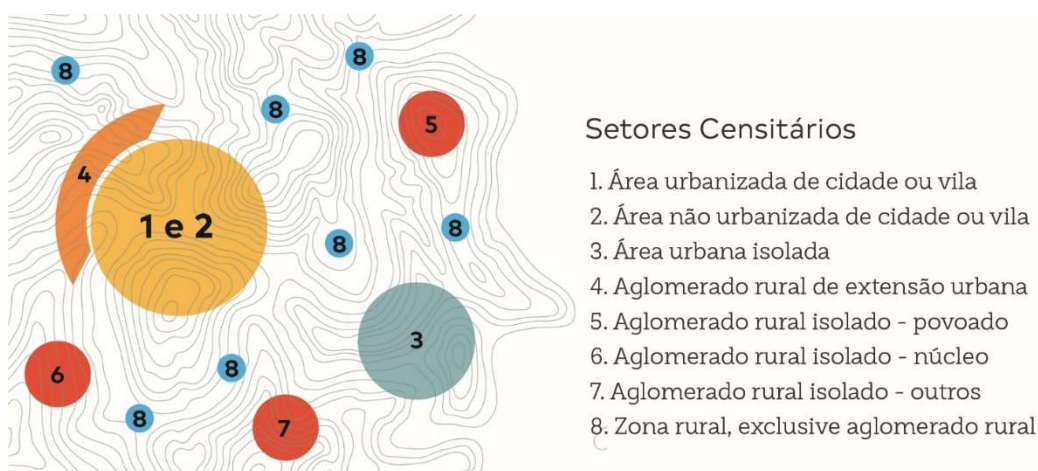 8
8
8
5
4
1 e 2
8
8
3
8
6
8
7
Setores Censitários
1. Área urbanizada de cidade ou vila
2. Área não urbanizada de cidade ou vila
3. Área urbana isolada
4. Aglomerado rural de extensão urbana
5. Aglomerado rural isolado - povoado
6. Aglomerado rural isolado - núcleo
7. Aglomerado rural isolado - outros
8. Zona rural, exclusive aglomerado rural